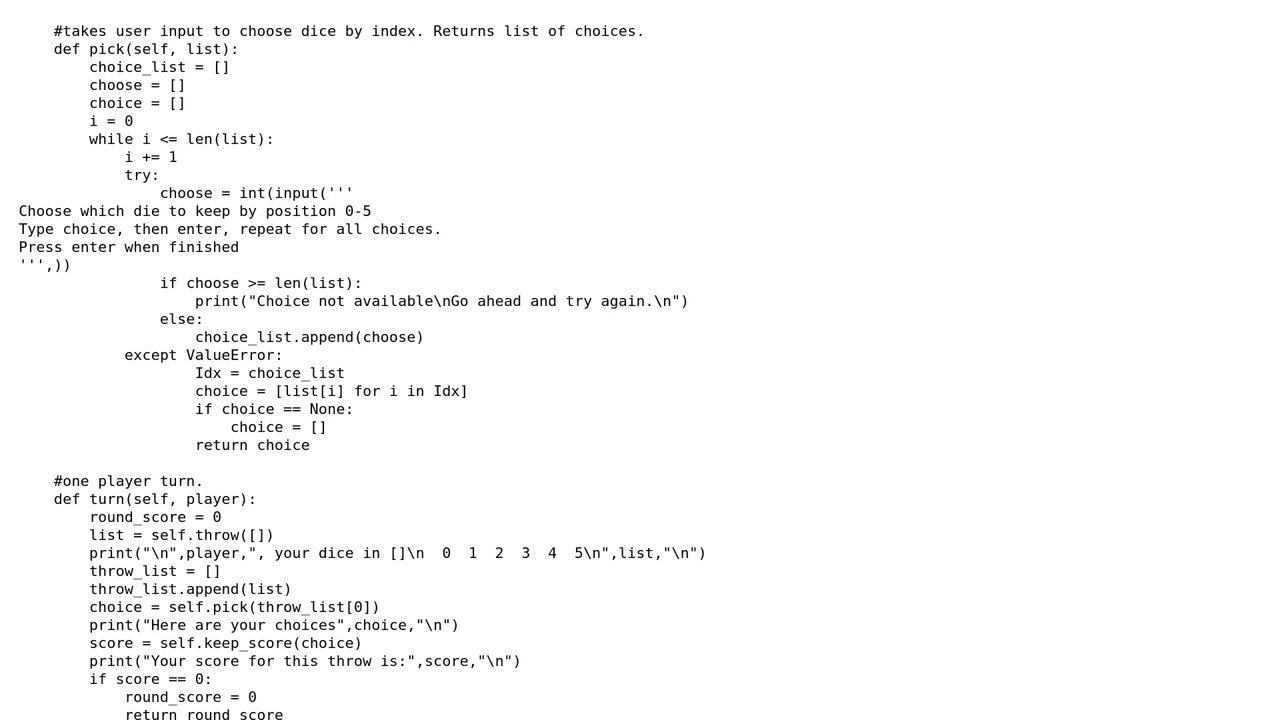 #takes user input to choose dice by index. Returns list of choices.
    def pick(self, list):
        choice_list = []
        choose = []
        choice = []
        i = 0
        while i <= len(list):
            i += 1
            try:
                choose = int(input('''
Choose which die to keep by position 0-5
Type choice, then enter, repeat for all choices.
Press enter when finished
''',))
                if choose >= len(list):
                    print("Choice not available\nGo ahead and try again.\n")
                else:
                    choice_list.append(choose)
            except ValueError:
                    Idx = choice_list
                    choice = [list[i] for i in Idx]
                    if choice == None:
                        choice = []
                    return choice

    #one player turn.
    def turn(self, player):
        round_score = 0
        list = self.throw([])
        print("\n",player,", your dice in []\n  0  1  2  3  4  5\n",list,"\n")
        throw_list = []
        throw_list.append(list)
        choice = self.pick(throw_list[0])
        print("Here are your choices",choice,"\n")
        score = self.keep_score(choice)
        print("Your score for this throw is:",score,"\n")
        if score == 0:
            round_score = 0
            return round_score